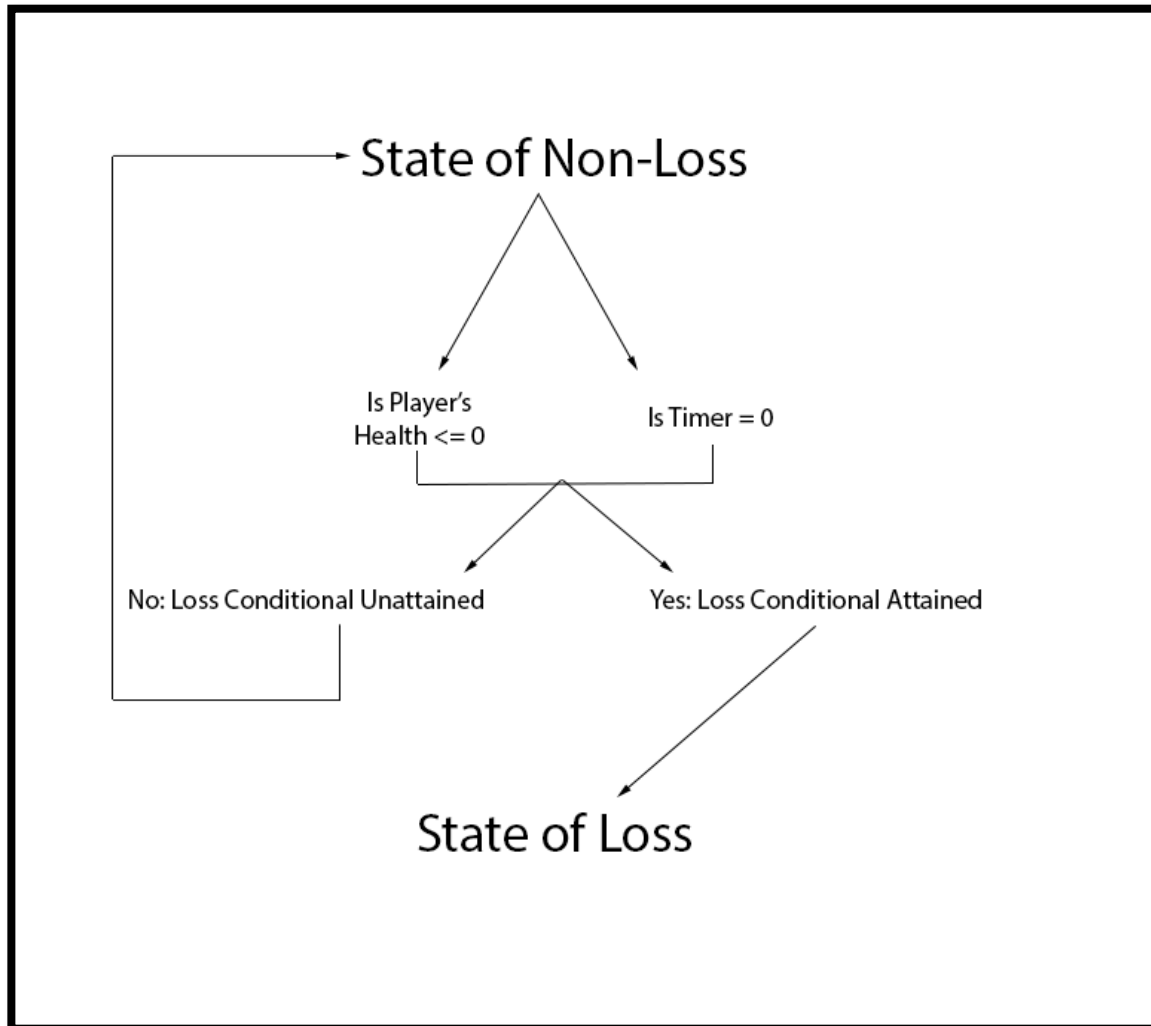 State of Non-Loss
Is Player’s
Health <= 0
Is Timer = 0
No: Loss Conditional Unattained
Yes: Loss Conditional Attained
State of Loss